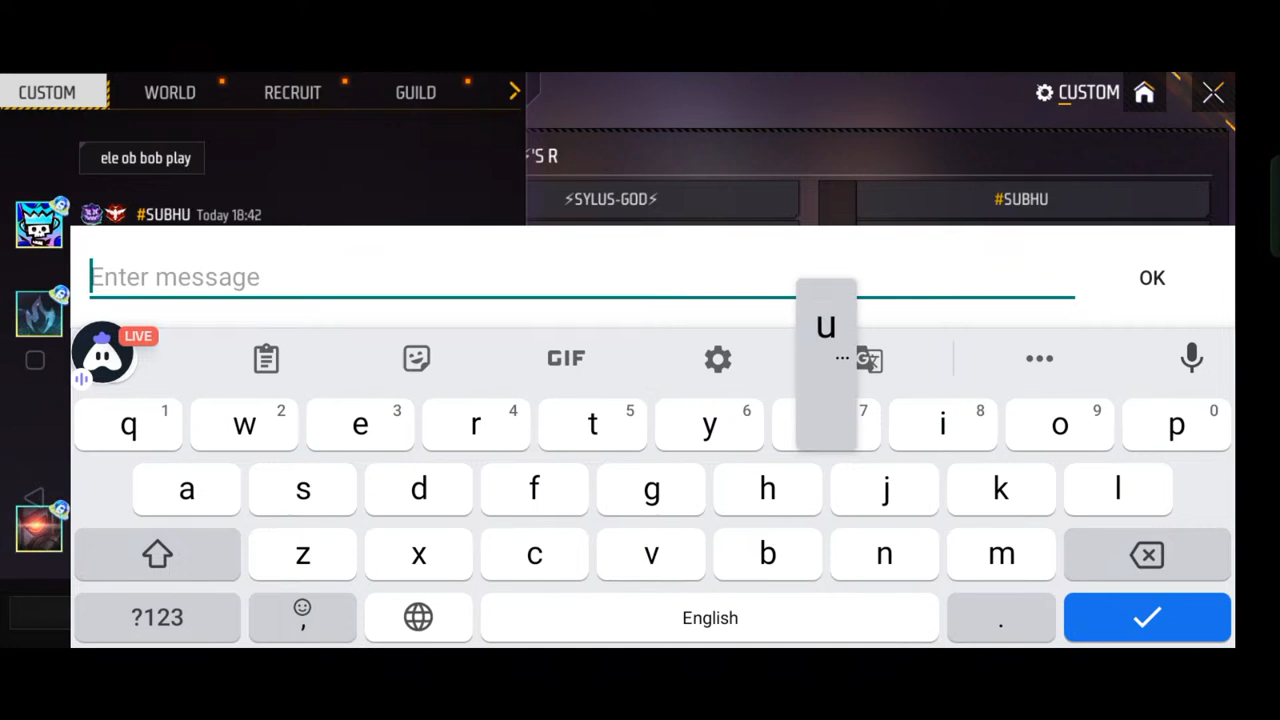 CUSTOM WORLD RECRUIT GUILD
CUSTOM
ele ob bob play
'S R
⚡SYLUS-GOD⚡
#SUBHU
#SUBHU Today 18:42
Enter message
OK
u
...
LIVE
GIF
q 1 w 2 e 3 r 4 t 5 y 6 7 i 8 o 9 p 0
a s d f g h j k l
z x c v b n m
?123 , English .